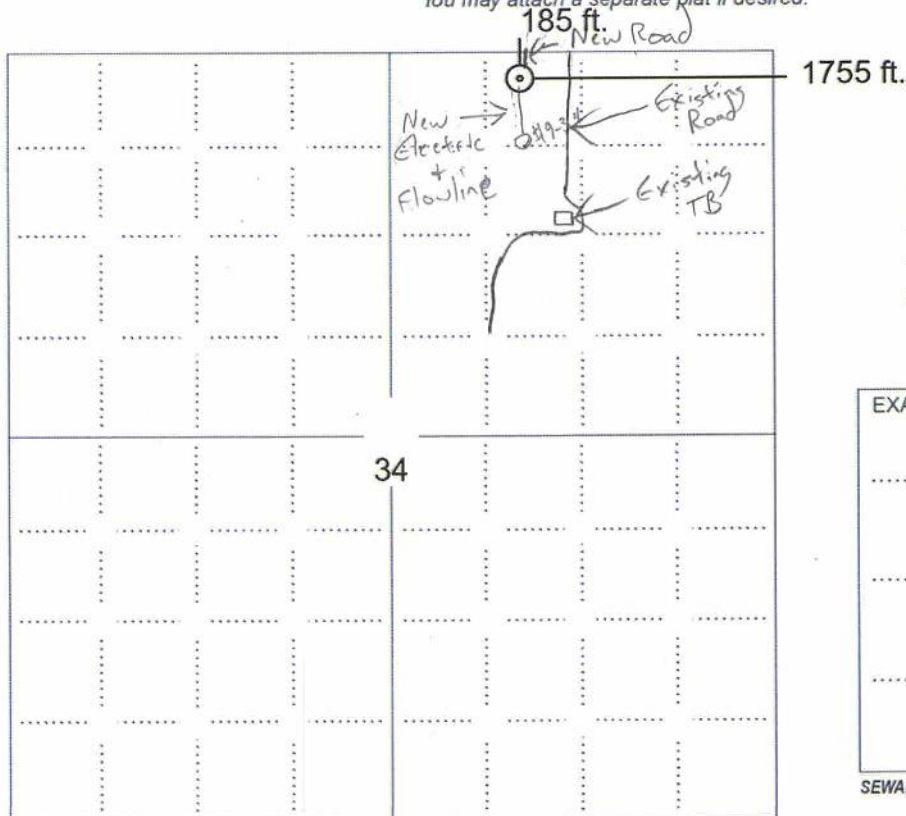 You may attach a separate plat if desired.
185 ft.
New Road
1755 ft.
New
Electric
+
Flowline
Existing
Road
Existing
TB
34
EXA
SEWA